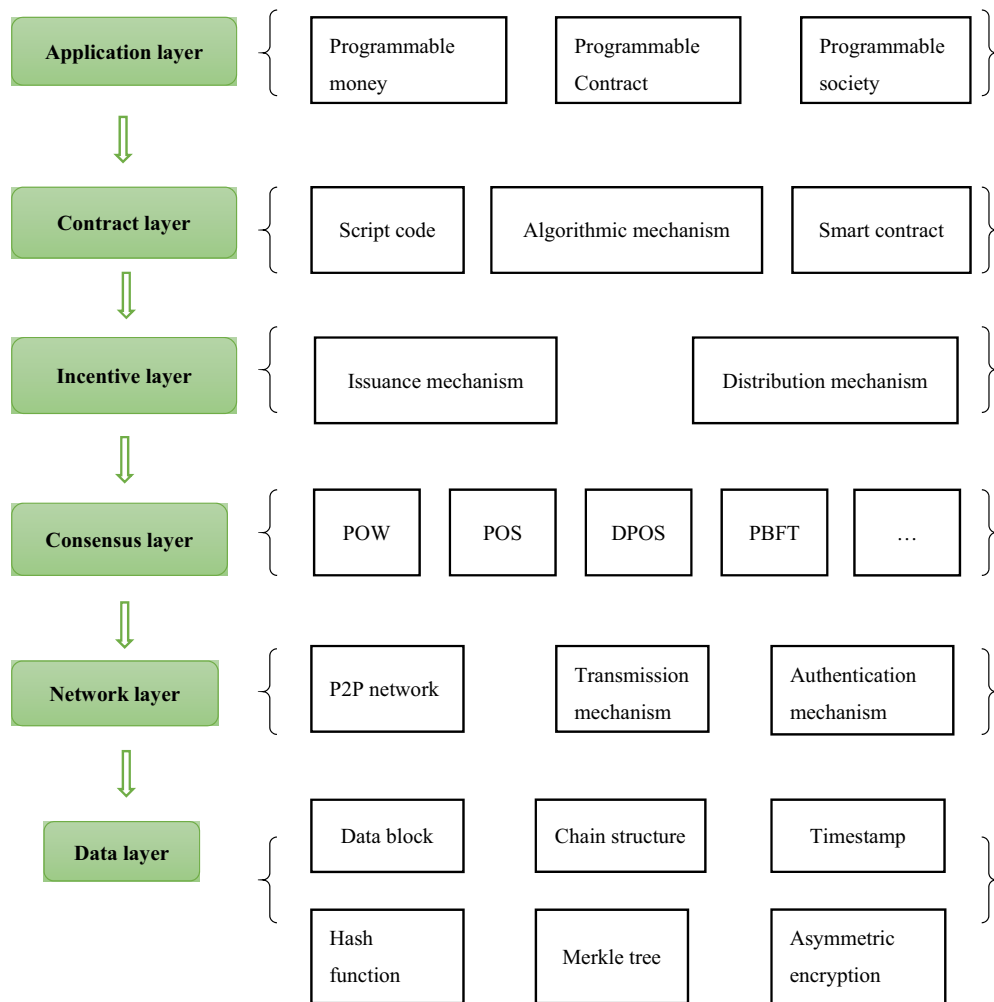 Application layer
Programmable
money
Programmable
Contract
Programmable
society
Contract layer
Script code
Algorithmic mechanism
Smart contract
Incentive layer
Issuance mechanism
Distribution mechanism
Consensus layer
POW
POS
DPOS
PBFT
…
Network layer
P2P network
Transmission
mechanism
Authentication
mechanism
Data layer
Data block
Chain structure
Timestamp
Hash
function
Merkle tree
Asymmetric
encryption